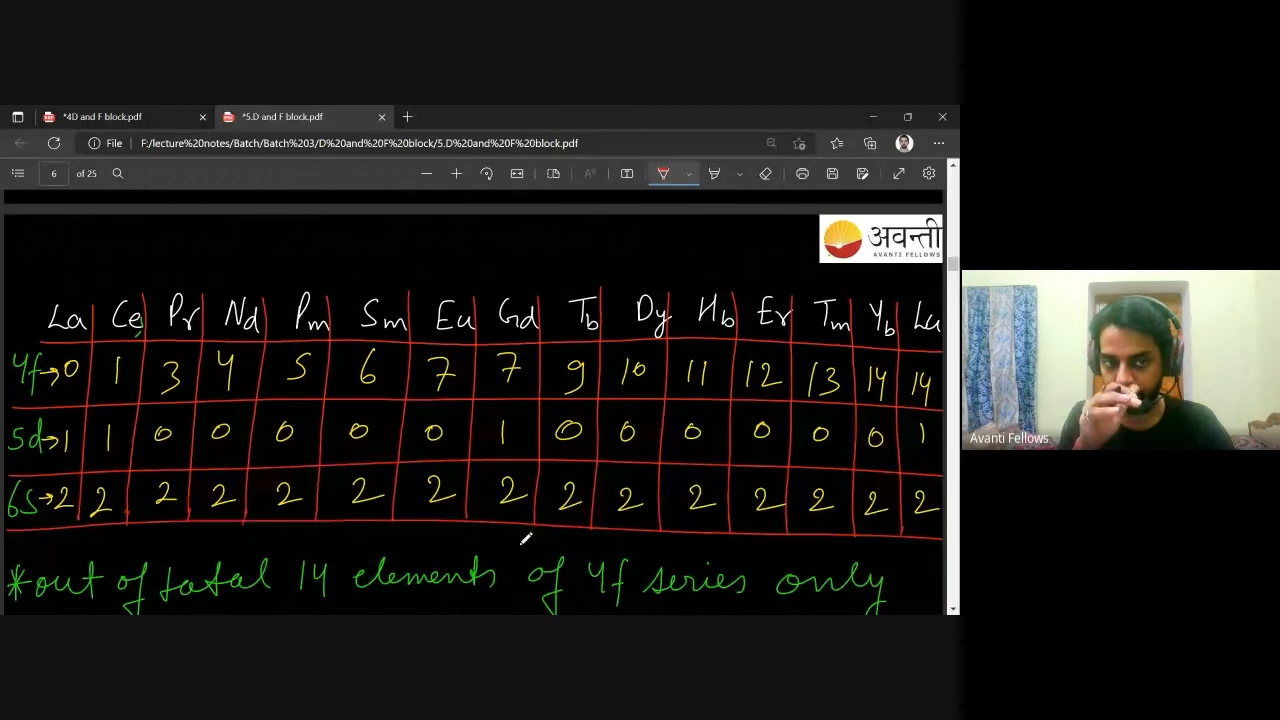 *4D and F block.pdf
*5.D and F block.pdf
File F:/lecture%20notes/Batch/Batch%203/D%20and%20F%20block/5.D%20and%20F%20block.pdf
6 of 25
अवन्ती
AVANTI FELLOWS
La Ce Pr Nd Pm Sm Eu Gd Tb Dy Hb Er Tm Yb Lu
4f→0 1 3 4 5 6 7 7 9 10 11 12 13 14 14
5d→1 1 0 0 0 0 0 1 0 0 0 0 0 0 1
6S→2 2 2 2 2 2 2 2 2 2 2 2 2 2 2
*out of total 14 elements of 4f series only
Avanti Fellows